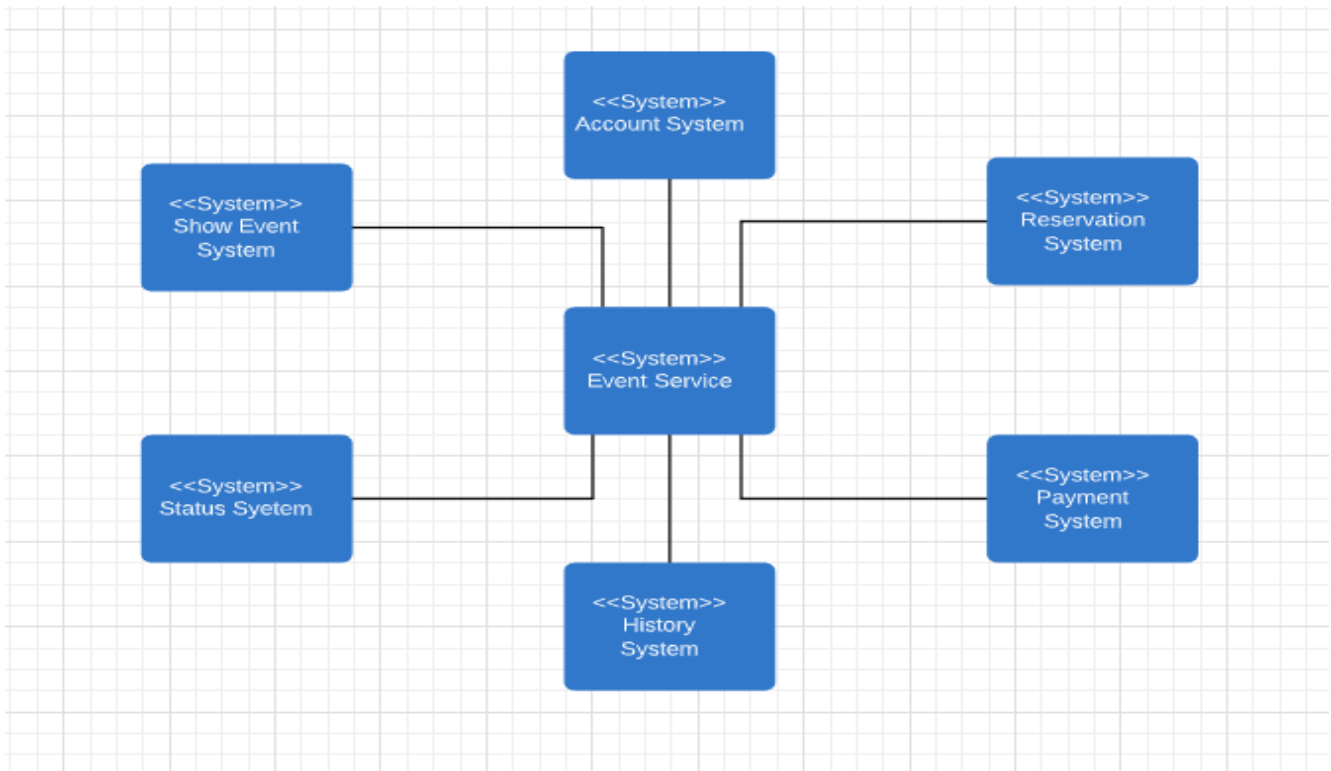 <<System>>
Account System
<<System>>
Show Event
System
<<System>>
Reservation
System
<<System>>
Event Service
<<System>>
Status Syetem
<<System>>
Payment
System
<<System>>
History
System